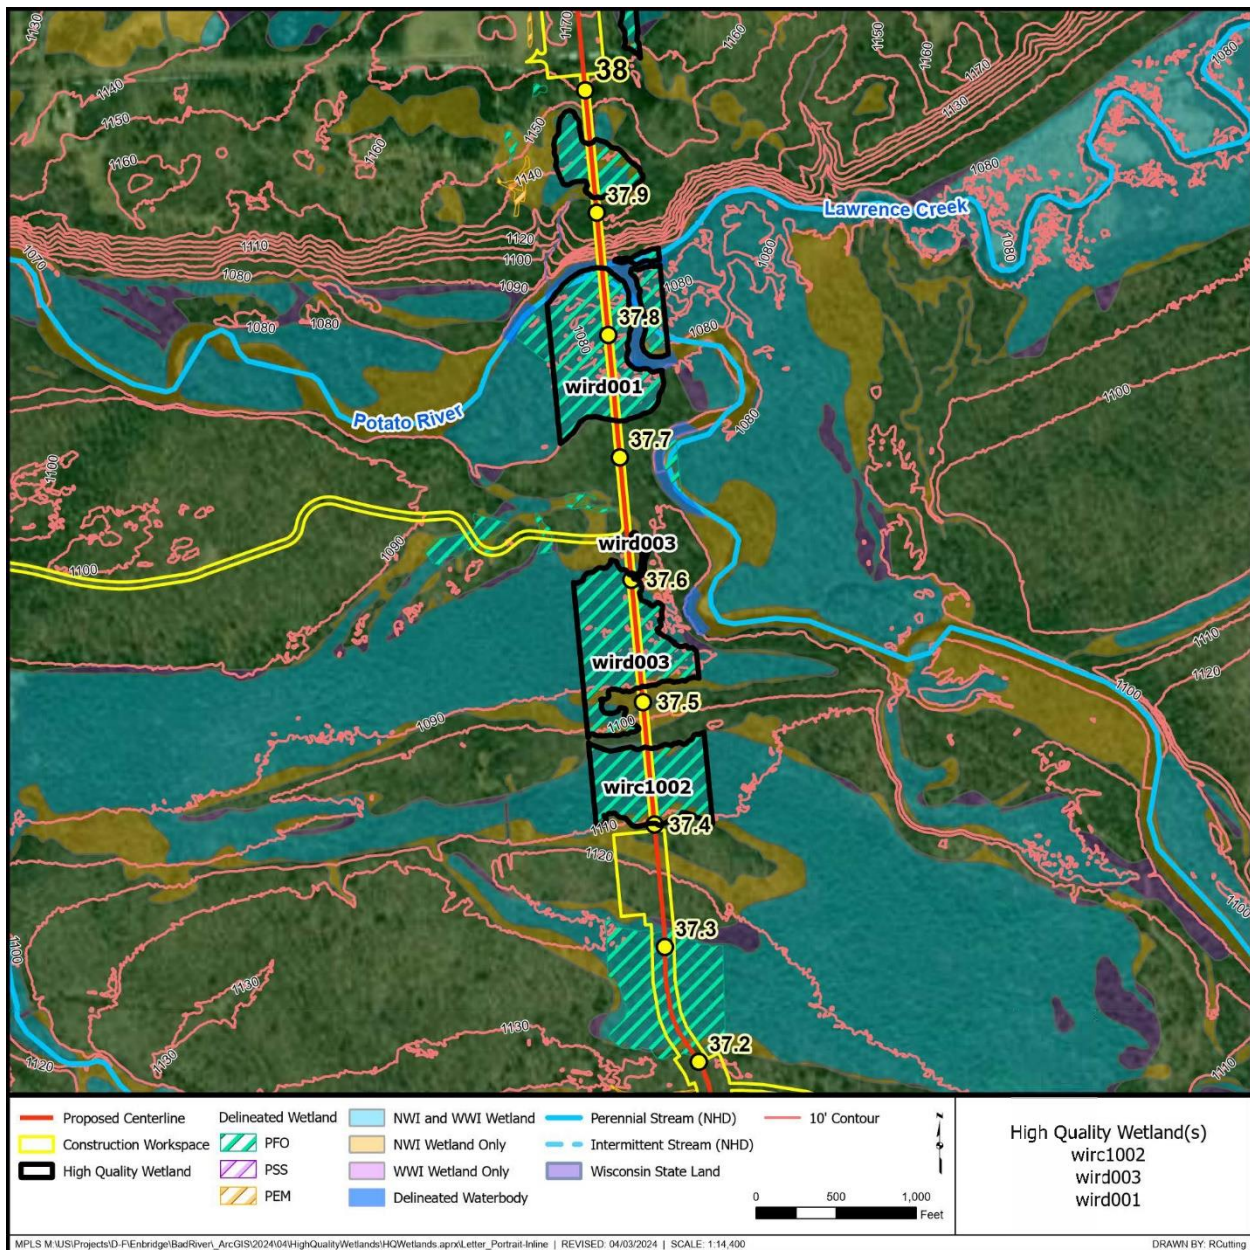 1130
1170
1160
1150
1160
1170
1080
38
1140
1150
1160
1160
1150
1130
1080
1140
37.9
Lawrence Creek
1120
1110
1100
1070
1080
1090
1080
1080
1080
1080
1080
37.8
1080
1080
wird001
1100
Potato River
1080
37.7
1100
wird003
1090
1100
37.6
1110
wird003
1120
1100
37.5
1090
1100
wirc1002
1110
37.4
1120
1100
37.3
1100
1130
1130
37.2
1120
1130
1110
Proposed Centerline
Construction Workspace
High Quality Wetland
Delineated Wetland
PFO
PSS
PEM
NWI and WWI Wetland
NWI Wetland Only
WWI Wetland Only
Delineated Waterbody
Perennial Stream (NHD)
Intermittent Stream (NHD)
Wisconsin State Land
10' Contour
N
0 500 1,000
Feet
High Quality Wetland(s)
wirc1002
wird003
wird001
MPLS M:\US\Projects\D-F\Enbridge\BadRiver\_ArcGIS\2024\04\HighQualityWetlands\HQWetlands.aprx\Letter_Portrait-Inline | REVISED: 04/03/2024 | SCALE: 1:14,400
DRAWN BY: RCutting